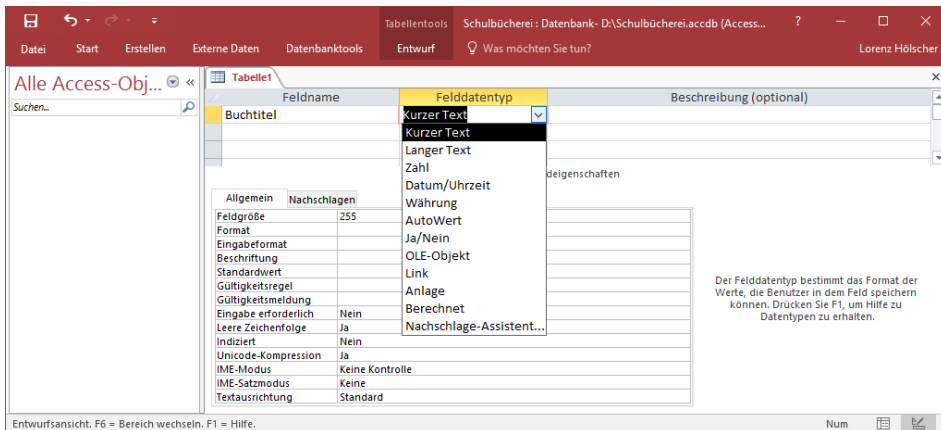 Tabellentools Schulbücherei : Datenbank- D:\Schulbücherei.accdb (Access... ?
Datei Start Erstellen Externe Daten Datenbanktools Entwurf Was möchten Sie tun? Lorenz Hölscher
Alle Access-Obj... «
Suchen...
Tabelle1
Feldname Felddatentyp Beschreibung (optional)
Buchtitel Kurzer Text
Kurzer Text
Langer Text
Zahl
Datum/Uhrzeit
Währung
AutoWert
Ja/Nein
OLE-Objekt
Link
Anlage
Berechnet
Nachschlage-Assistent...
deigenschaften
Allgemein Nachschlagen
Feldgröße 255
Format
Eingabeformat
Beschriftung
Standardwert
Gültigkeitsregel
Gültigkeitsmeldung
Eingabe erforderlich Nein
Leere Zeichenfolge Ja
Indiziert Nein
Unicode-Kompression Ja
IME-Modus Keine Kontrolle
IME-Satzmodus Keine
Textausrichtung Standard
Der Felddatentyp bestimmt das Format der
Werte, die Benutzer in dem Feld speichern
können. Drücken Sie F1, um Hilfe zu
Datentypen zu erhalten.
Entwurfsansicht. F6 = Bereich wechseln. F1 = Hilfe. Num